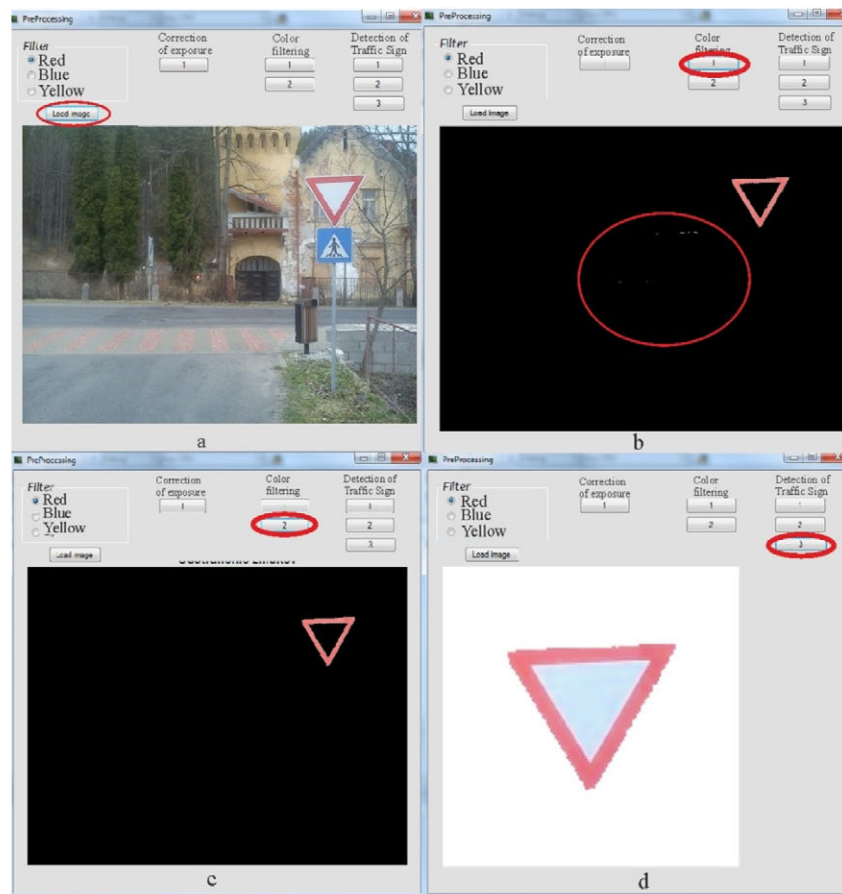 PreProcessing
Filter
Red
Blue
Yellow
Load Image
Correction
of exposure
1
Color
filtering
1
2
Detection of
Traffic Sign
1
2
3
a
PreProcessing
Filter
Red
Blue
Yellow
Load Image
Correction
of exposure
Color
filtering
1
2
Detection of
Traffic Sign
1
2
3
b
PreProcessing
Filter
Red
Blue
Yellow
Load Image
Correction
of exposure
1
Color
filtering
2
Detection of
Traffic Sign
1
2
3
c
PreProcessing
Filter
Red
Blue
Yellow
Load Image
Correction
of exposure
1
Color
filtering
1
2
Detection of
Traffic Sign
2
3
d